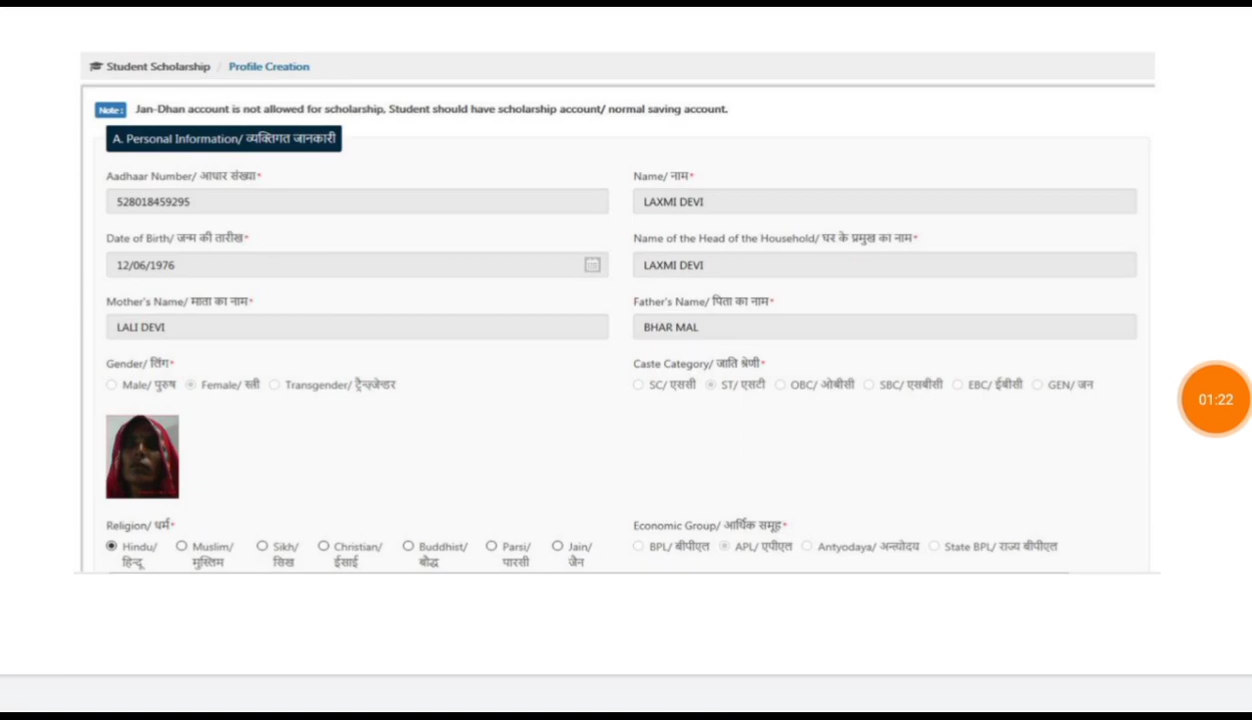 Student Scholarship / Profile Creation
Note : Jan-Dhan account is not allowed for scholarship, Student should have scholarship account/ normal saving account.
A. Personal Information/ व्यक्तिगत जानकारी
Aadhaar Number/ आधार संख्या* Name/ नाम*
528018459295 LAXMI DEVI
Date of Birth/ जन्म की तारीख* Name of the Head of the Household/ घर के प्रमुख का नाम*
12/06/1976 LAXMI DEVI
Mother's Name/ माता का नाम* Father's Name/ पिता का नाम*
LALI DEVI BHAR MAL
Gender/ लिंग* Caste Category/ जाति श्रेणी*
Male/ पुरुष Female/ स्त्री Transgender/ ट्रैन्ज़्जेन्डर SC/ एससी ST/ एसटी OBC/ ओबीसी SBC/ एसबीसी EBC/ ईबीसी GEN/ जन
01:22
Religion/ धर्म* Economic Group/ आर्थिक समूह*
Hindu/ Muslim/ Sikh/ Christian/ Buddhist/ Parsi/ Jain/ BPL/ बीपीएल APL/ एपीएल Antyodaya/ अन्त्योदय State BPL/ राज्य बीपीएल
हिन्दू मुस्लिम सिख ईसाई बौद्ध पारसी जैन